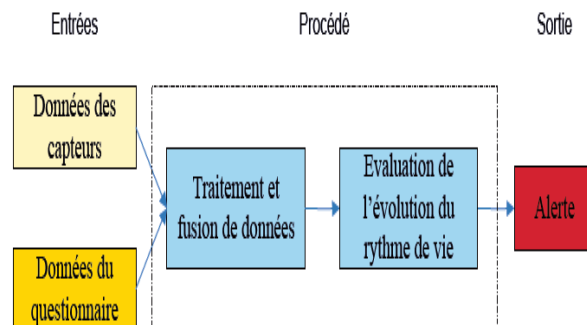 Entrées
Procédé
Sortie
Données des
capteurs
Traitement et
fusion de données
Evaluation de
l'évolution du
rythme de vie
Alerte
Données du
questionnaire